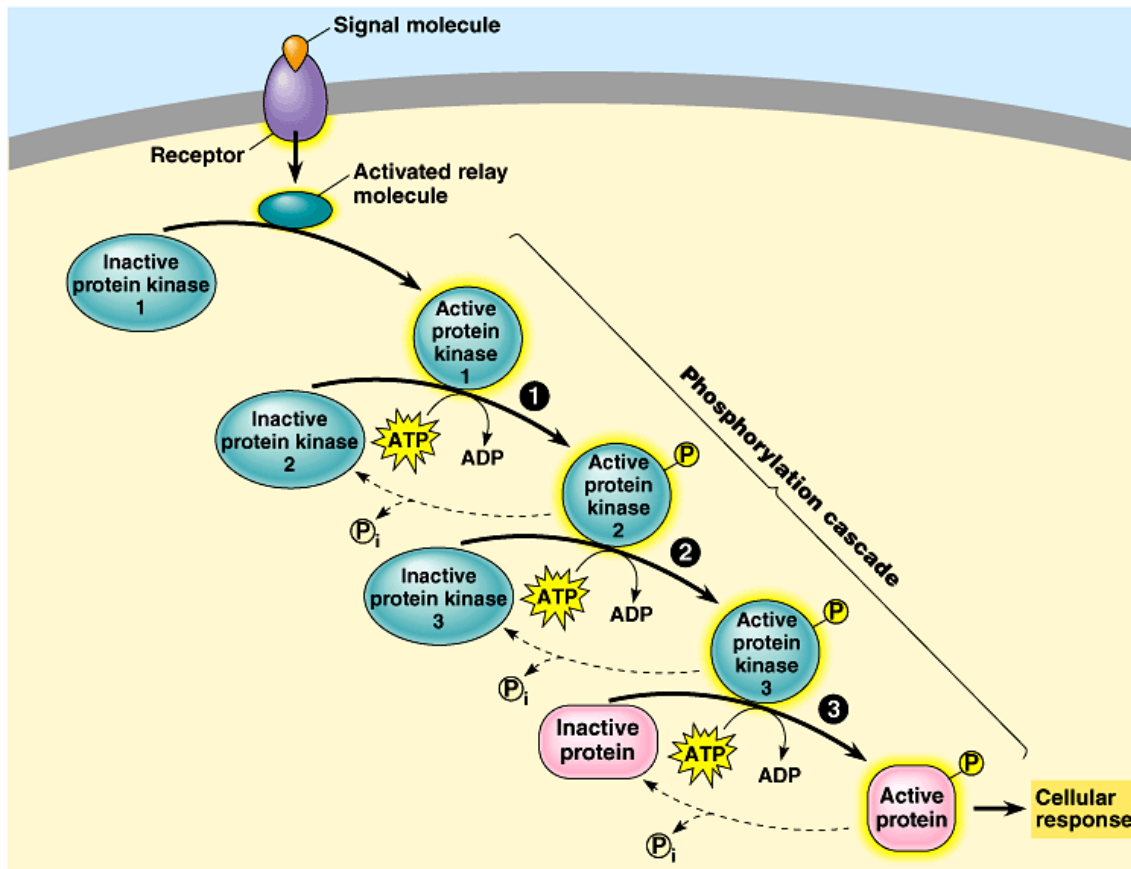 Signal molecule
Receptor
Activated relay
molecule
Inactive
protein kinase
1
Active
protein
kinase
1
Phosphorylation cascade
1
Inactive
protein kinase
2
ATP
ADP
Active
protein
kinase
2
P
Pi
2
Inactive
protein kinase
3
ATP
ADP
Active
protein
kinase
3
P
Pi
3
Inactive
protein
ATP
ADP
Active
protein
P
Pi
Cellular
response